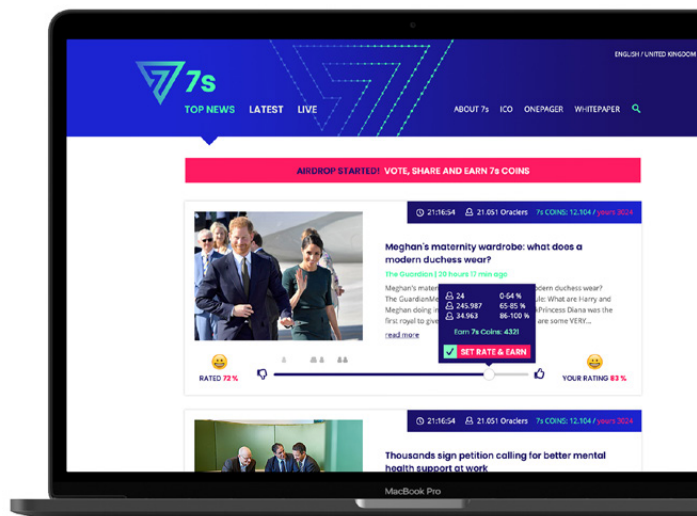 ENGLISH / UNITED KINGDOM
7s
TOP NEWS LATEST LIVE
ABOUT 7s ICO ONEPAGER WHITEPAPER
AIRDROP STARTED! VOTE, SHARE AND EARN 7s COINS
21:16:54 21.051 Oraclers 7s COINS: 12.104 / yours 3024
Meghan's maternity wardrobe: what does a
modern duchess wear?
The Guardian | 20 hours 17 min ago
Meghan's mater odern duchess wear?
The GuardianMe le: What are Harry and
Meghan doing in kPrincess Diana was the
first royal to give are some VERY...
read more
24 0-64 %
245.987 65-85 %
34.963 86-100 %
Earn 7s Coins: 4321
SET RATE & EARN
RATED 72 %
YOUR RATING 83 %
21:16:54 21.051 Oraclers 7s COINS: 12.104 / yours 3024
Thousands sign petition calling for better mental
health support at work
MacBook Pro